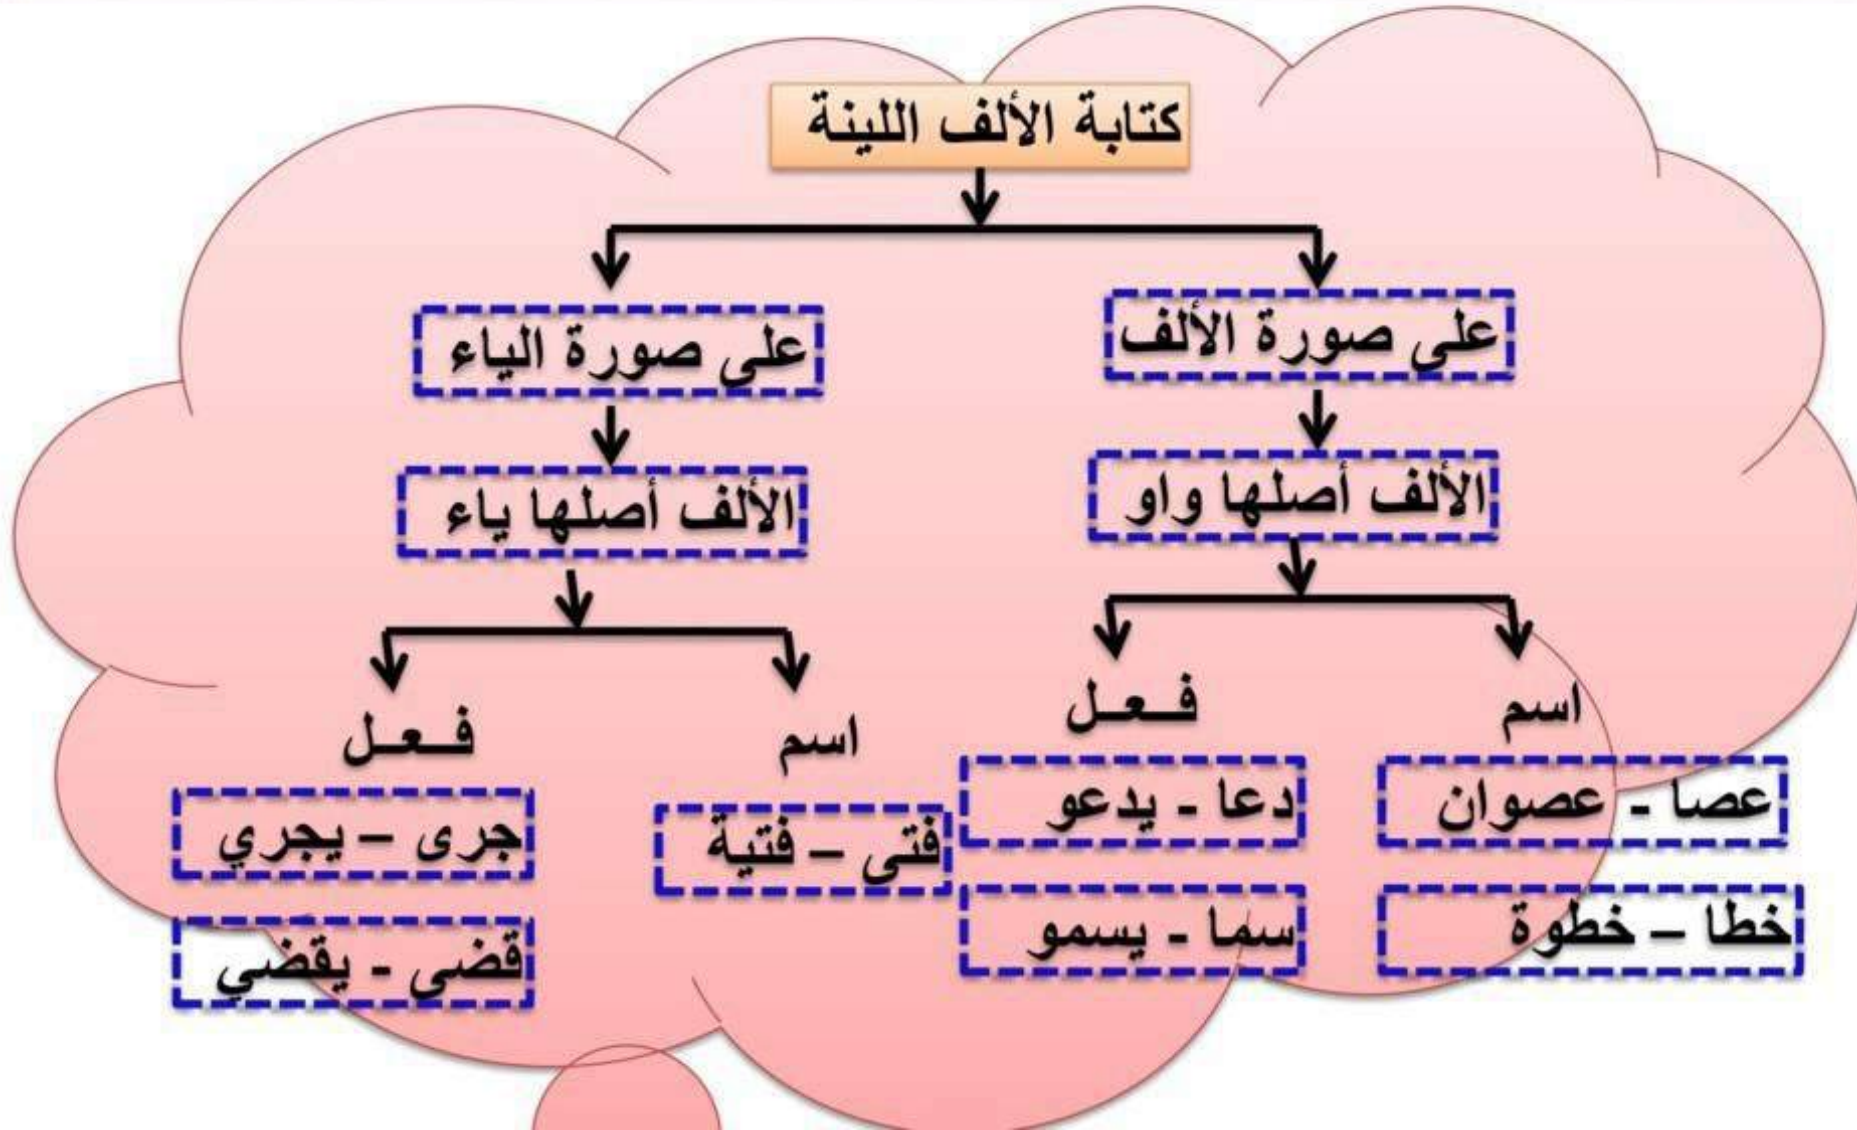 كتابة الألف اللينة
على صورة الألف
على صورة الياء
الألف أصلها واو
الألف أصلها ياء
اسم
فـعـل
اسم
فـعـل
عصا - عصوان
دعا - يدعو
فتى – فتية
جرى – يجري
خطا – خطوة
سما - يسمو
قضى - يقضي